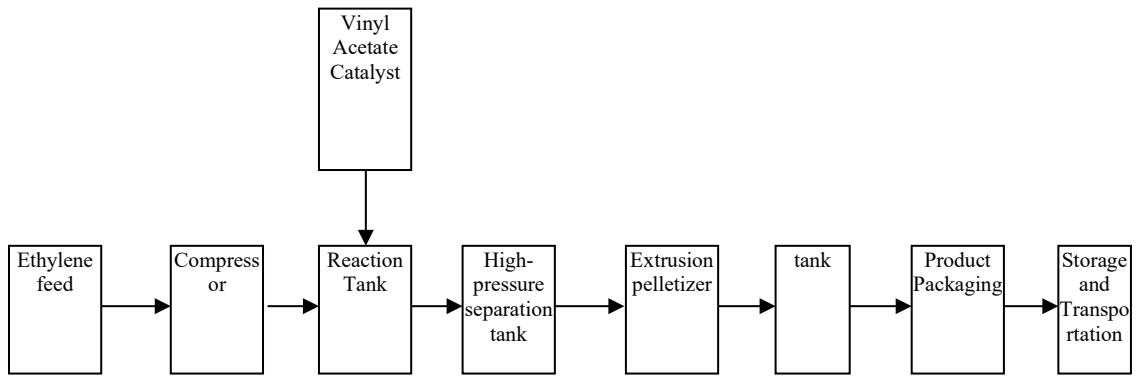 Vinyl
Acetate
Catalyst
Ethylene
feed
Compress
or
Reaction
Tank
High-
pressure
separation
tank
Extrusion
pelletizer
tank
Product
Packaging
Storage
and
Transpo
rtation